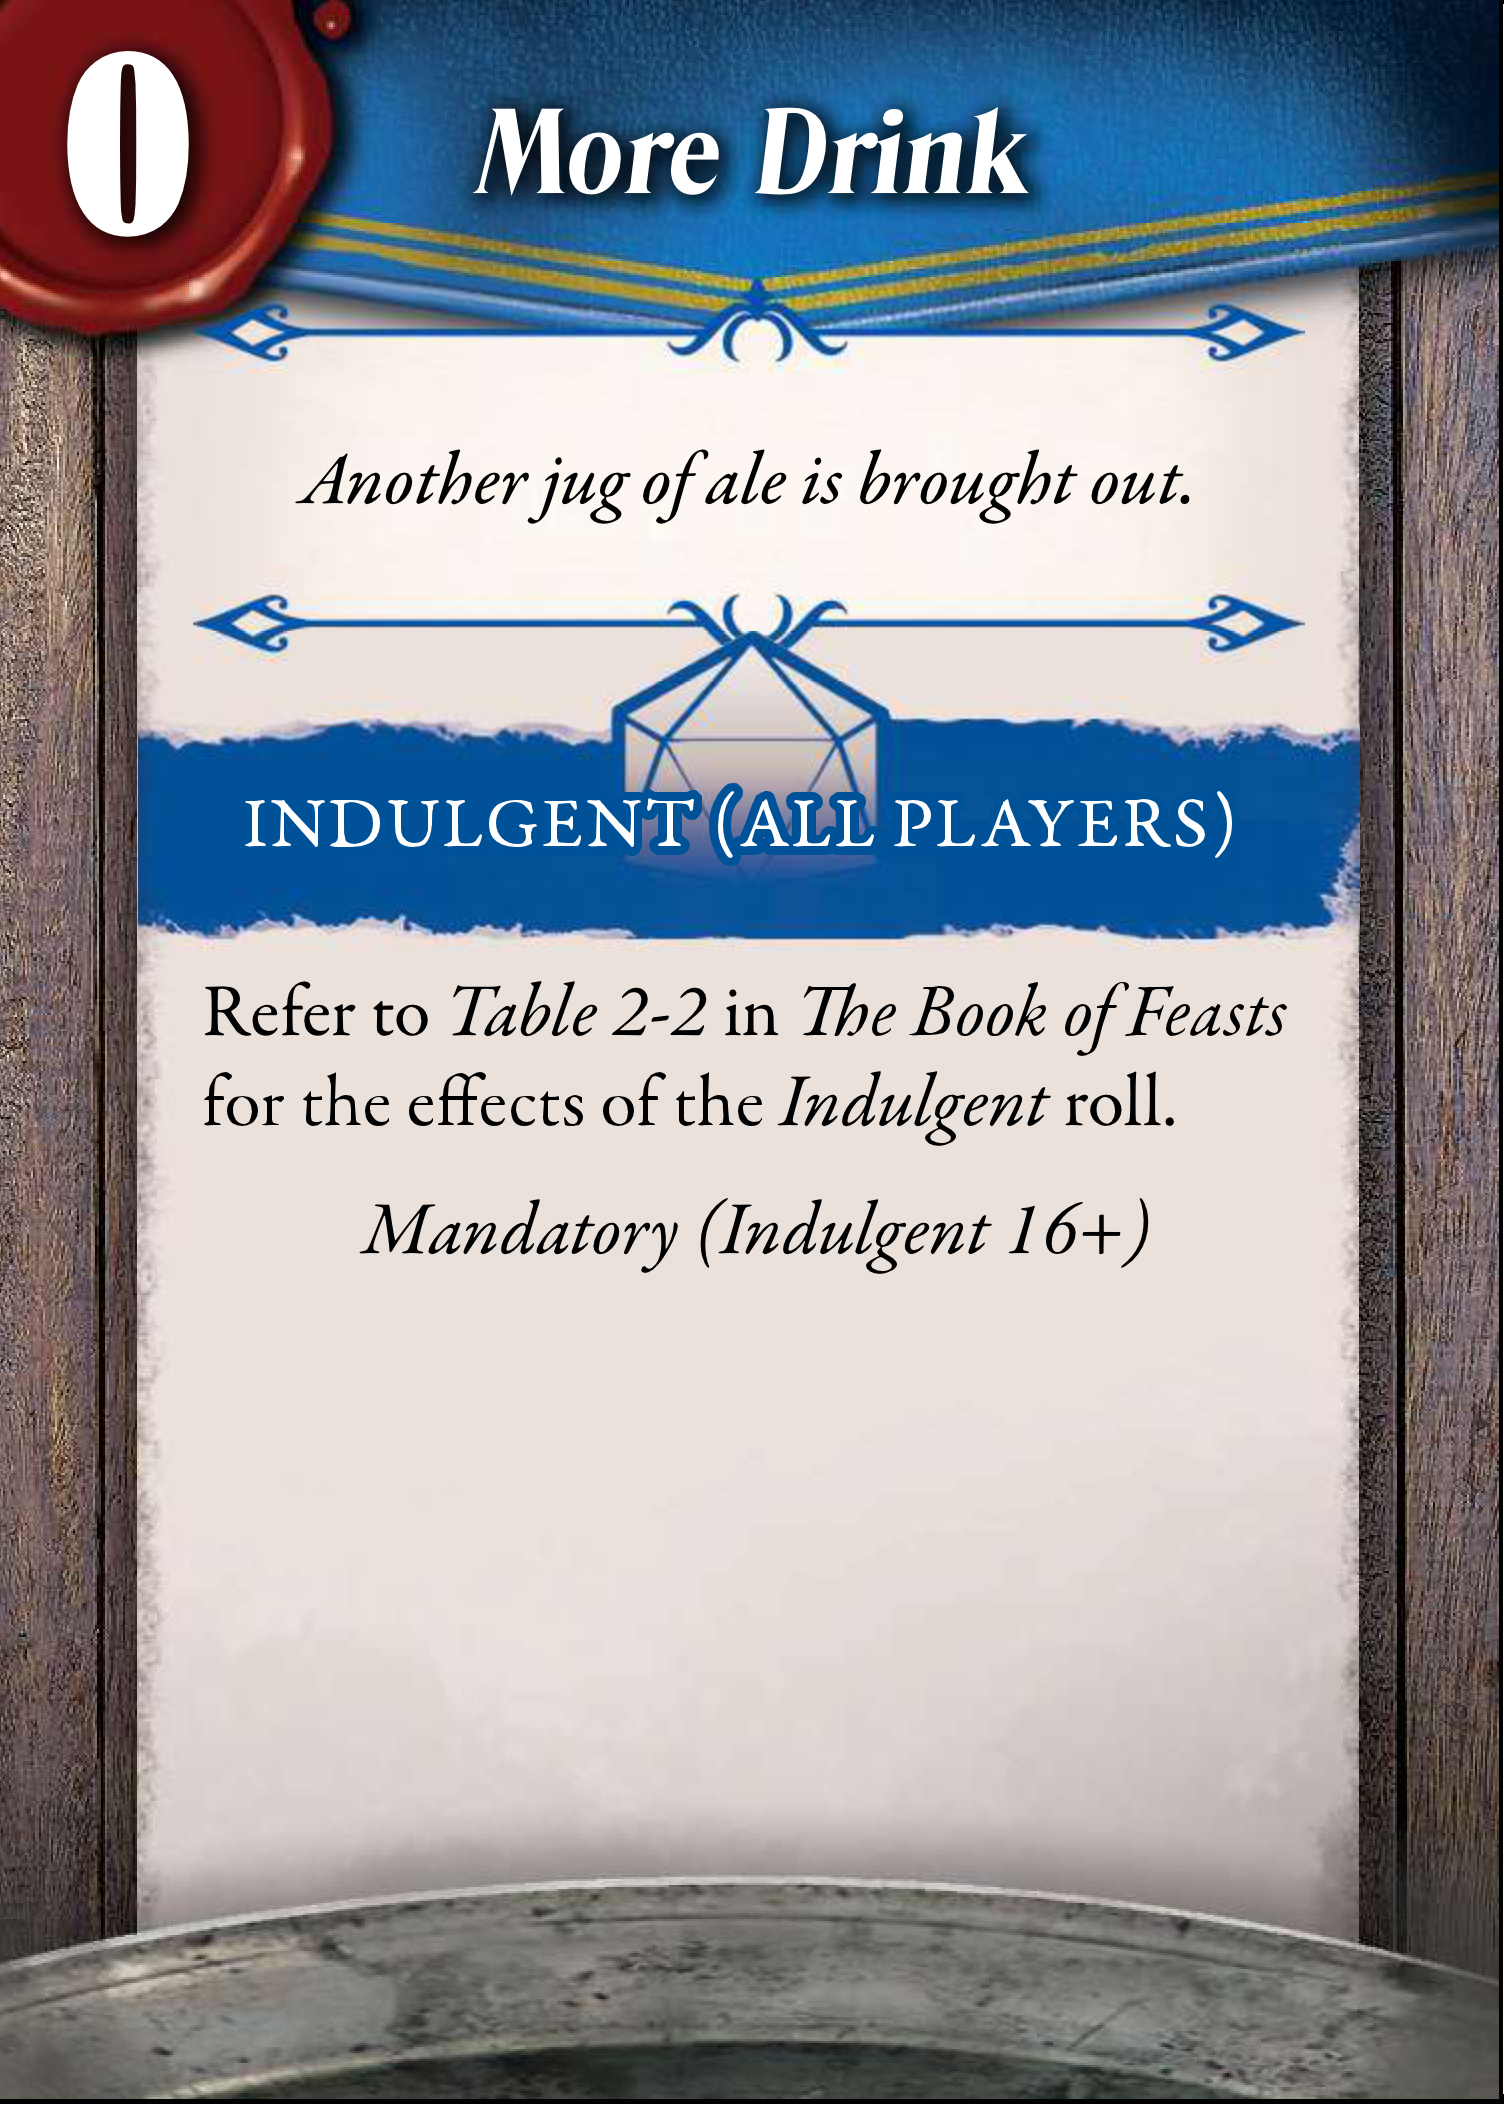 0
More Drink
Another jug of ale is brought out.
INDULGENT (ALL PLAYERS)
Refer to Table 2-2 in The Book of Feasts
for the effects of the Indulgent roll.
Mandatory (Indulgent 16+)